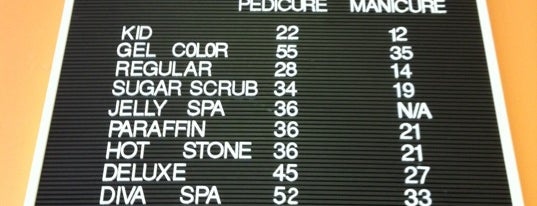 PEDICURE MANICURE
KID 22 12
GEL COLOR 55 35
REGULAR 28 14
SUGAR SCRUB 34 19
JELLY SPA 36 N/A
PARAFFIN 36 21
HOT STONE 36 21
DELUXE 45 27
DIVA SPA 52 33